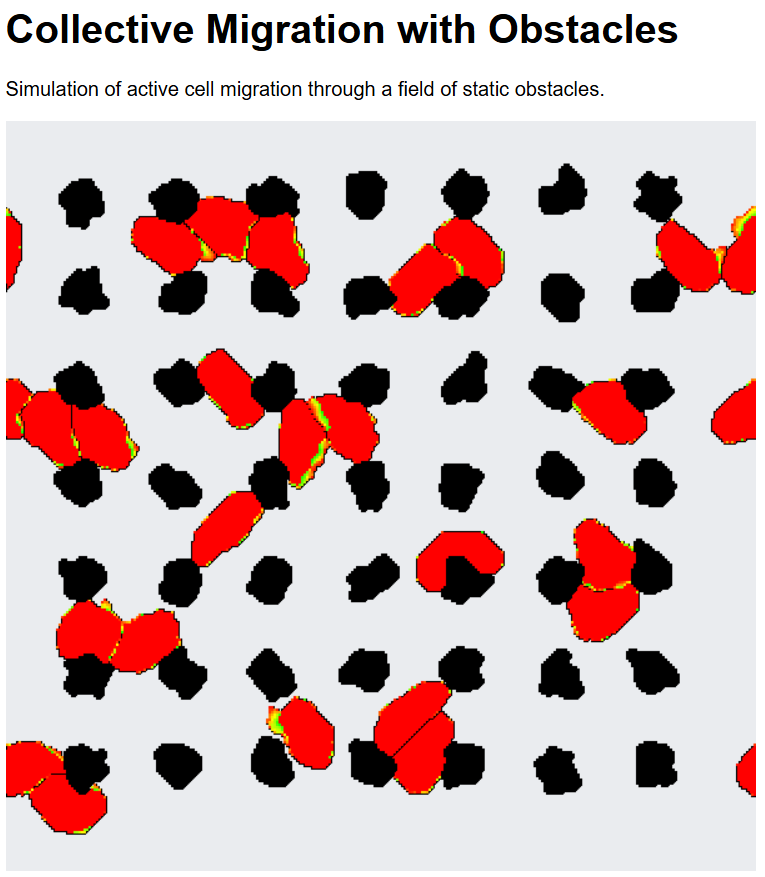 Collective Migration with Obstacles
Simulation of active cell migration through a field of static obstacles.